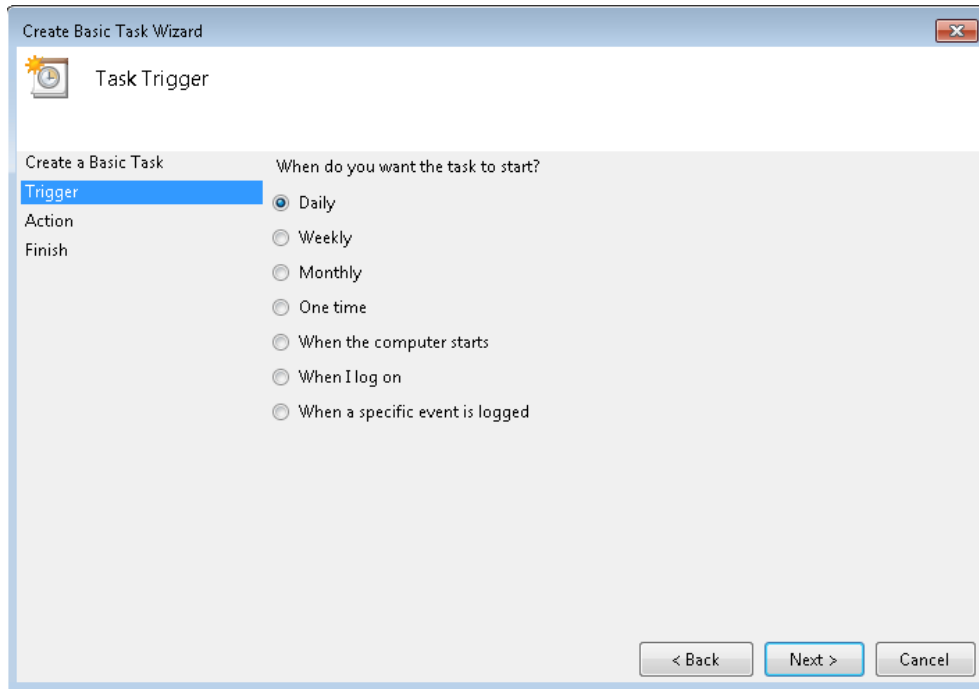 Create Basic Task Wizard
Task Trigger
Create a Basic Task
Trigger
Action
Finish
When do you want the task to start?
Daily
Weekly
Monthly
One time
When the computer starts
When I log on
When a specific event is logged
< Back
Next >
Cancel